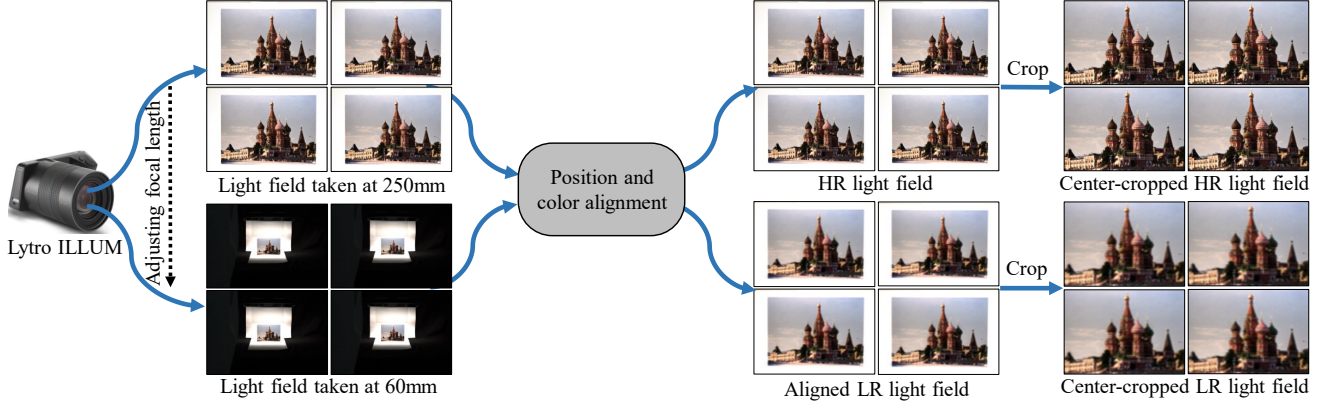 Lytro ILLUM
Adjusting focal length
Light field taken at 250mm
Light field taken at 60mm
Position and
color alignment
HR light field
Aligned LR light field
Crop
Crop
Center-cropped HR light field
Center-cropped LR light field